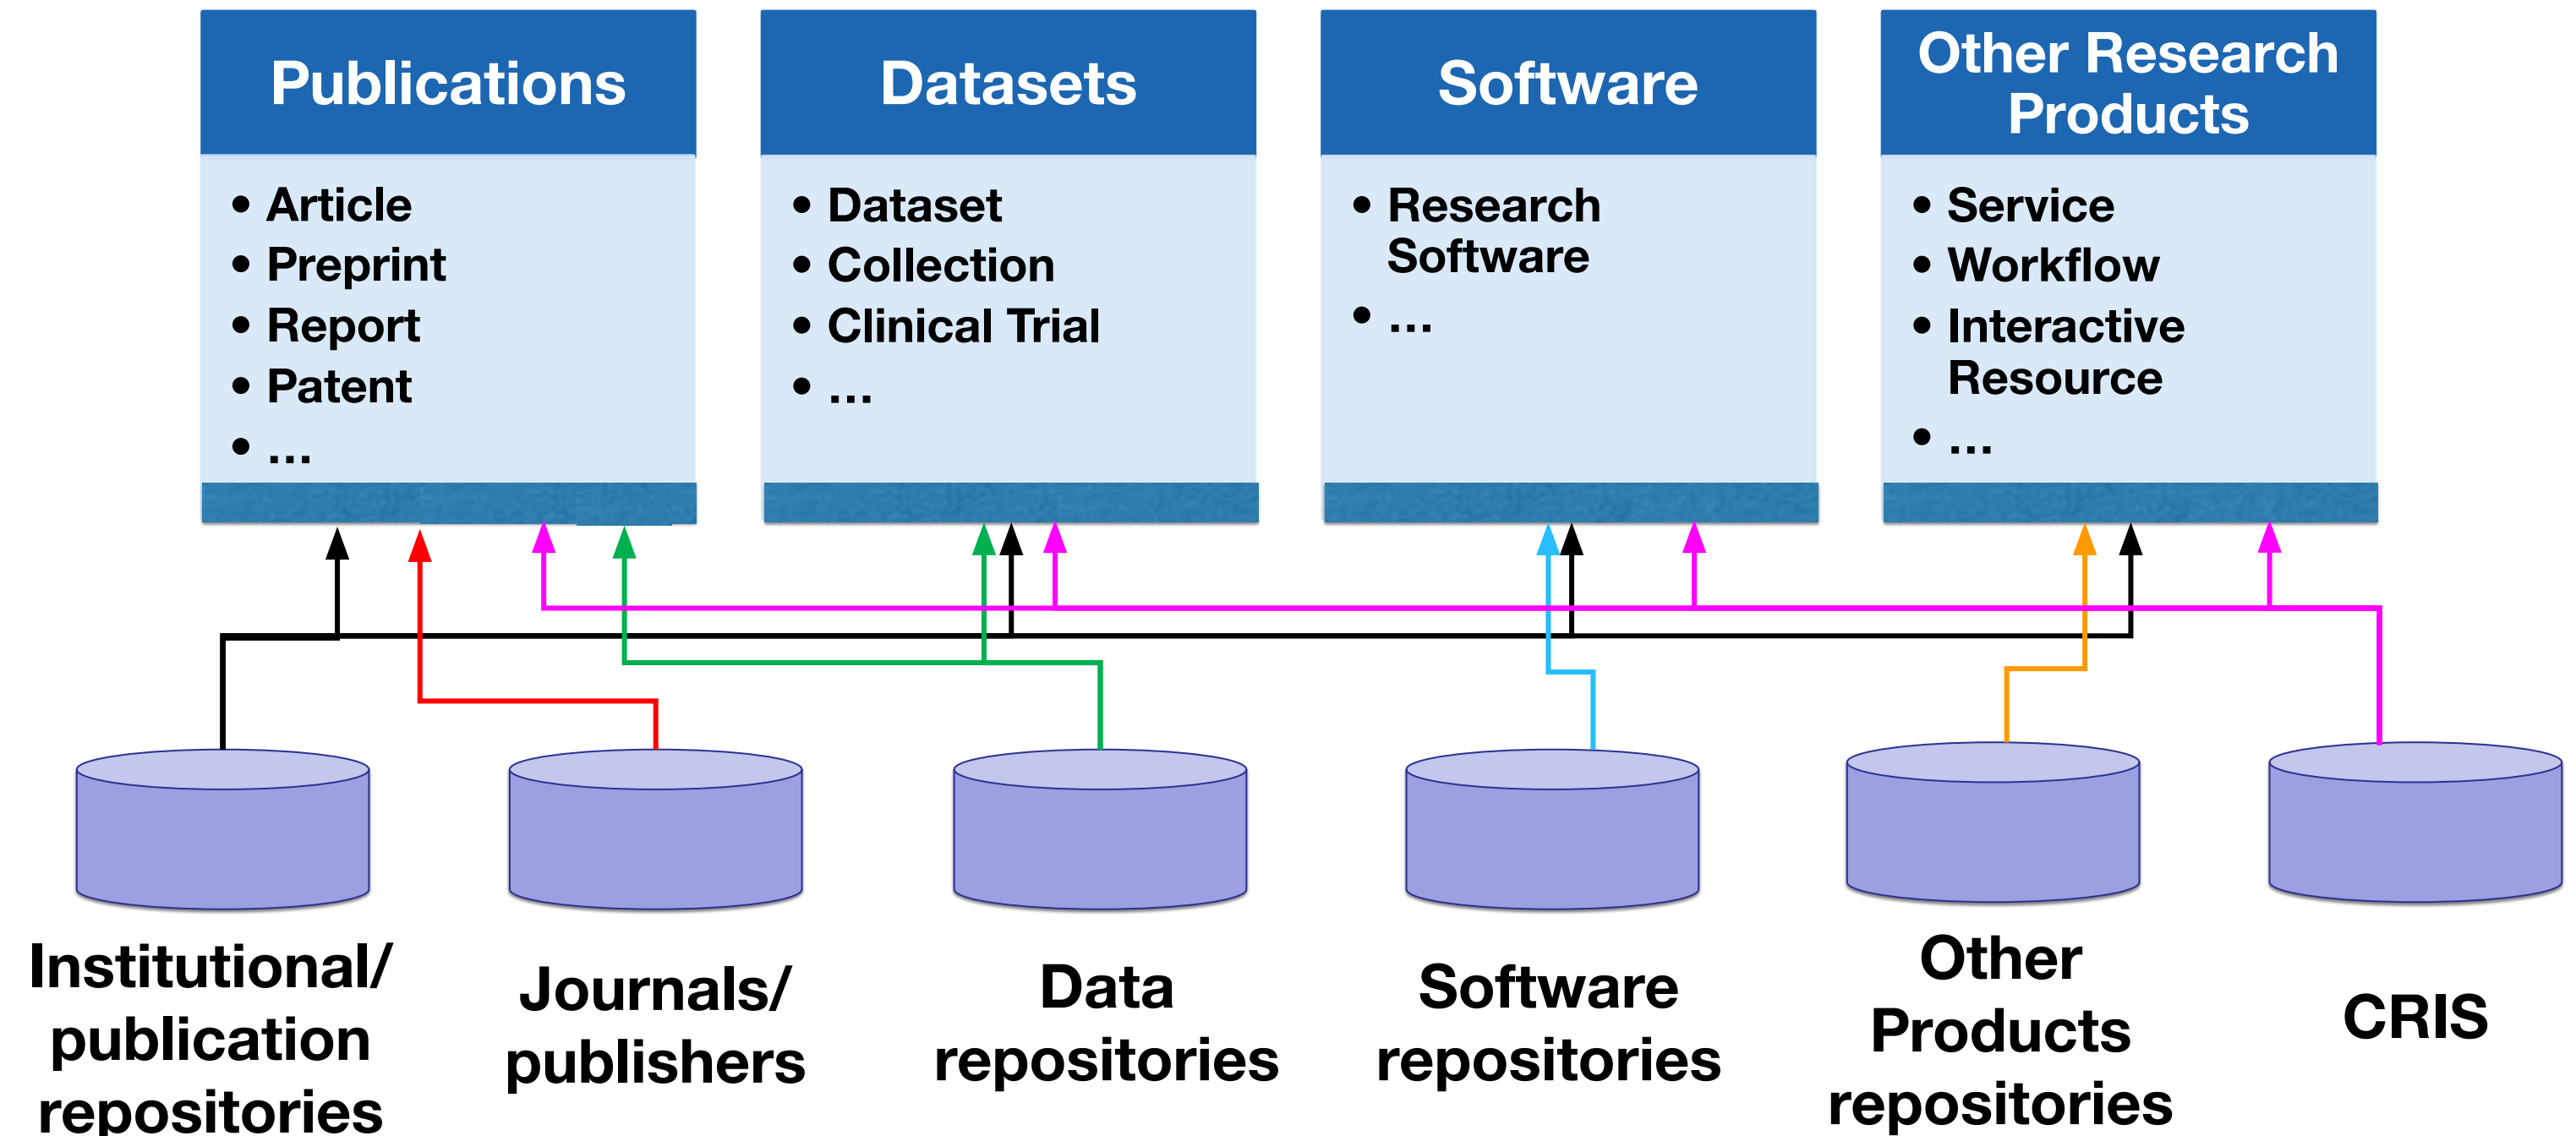 Publications
• Article
• Preprint
• Report
• Patent
• ...
Datasets
• Dataset
• Collection
• Clinical Trial
• ...
Software
• Research
Software
• ...
Other Research
Products
• Service
• Workflow
• Interactive
Resource
• ...
Institutional/
publication
repositories
Journals/
publishers
Data
repositories
Software
repositories
Other
Products
repositories
CRIS